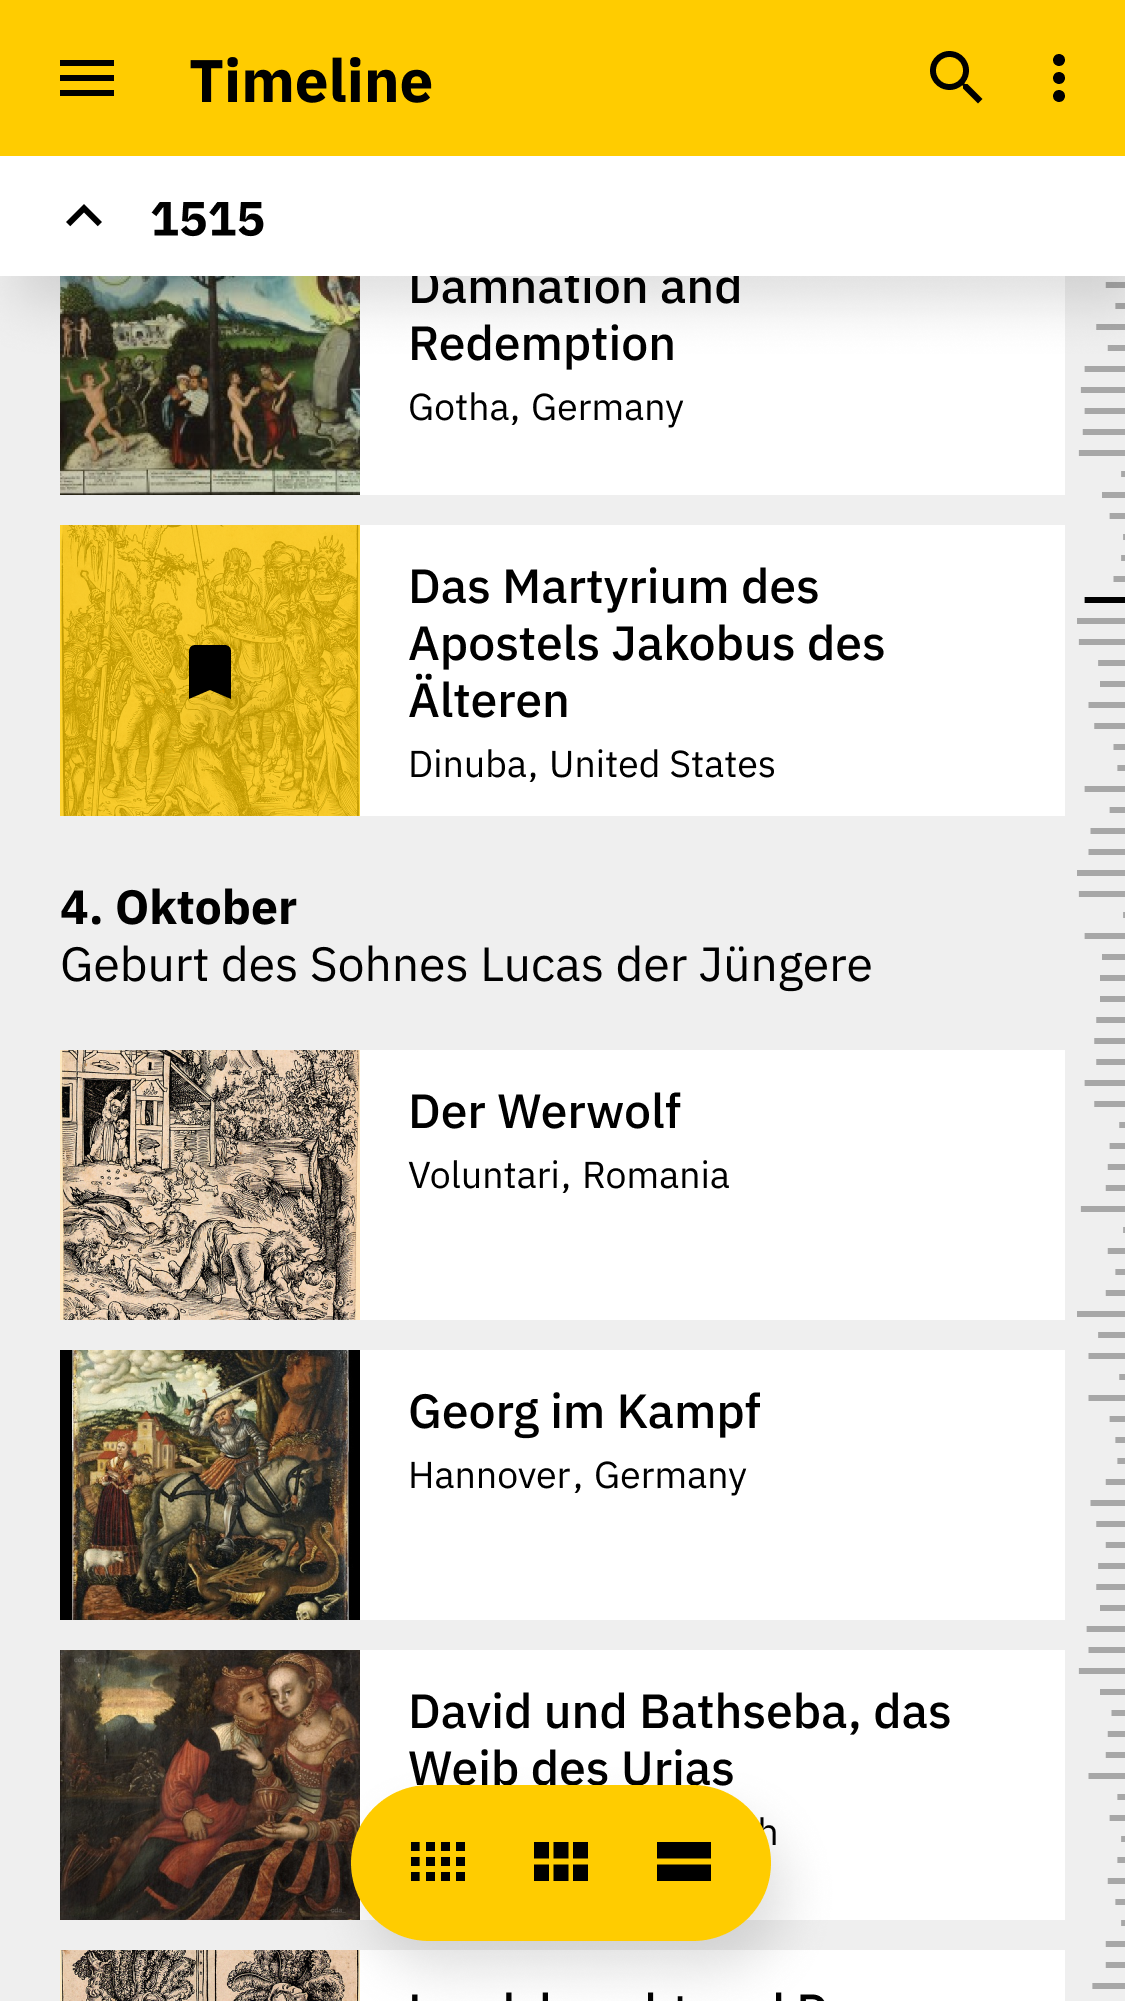 Timeline
1515
Damnation and
Redemption
Gotha, Germany
Das Martyrium des
Apostels Jakobus des
Älteren
Dinuba, United States
4. Oktober
Geburt des Sohnes Lucas der Jüngere
Der Werwolf
Voluntari, Romania
Georg im Kampf
Hannover, Germany
David und Bathseba, das
Weib des Urias